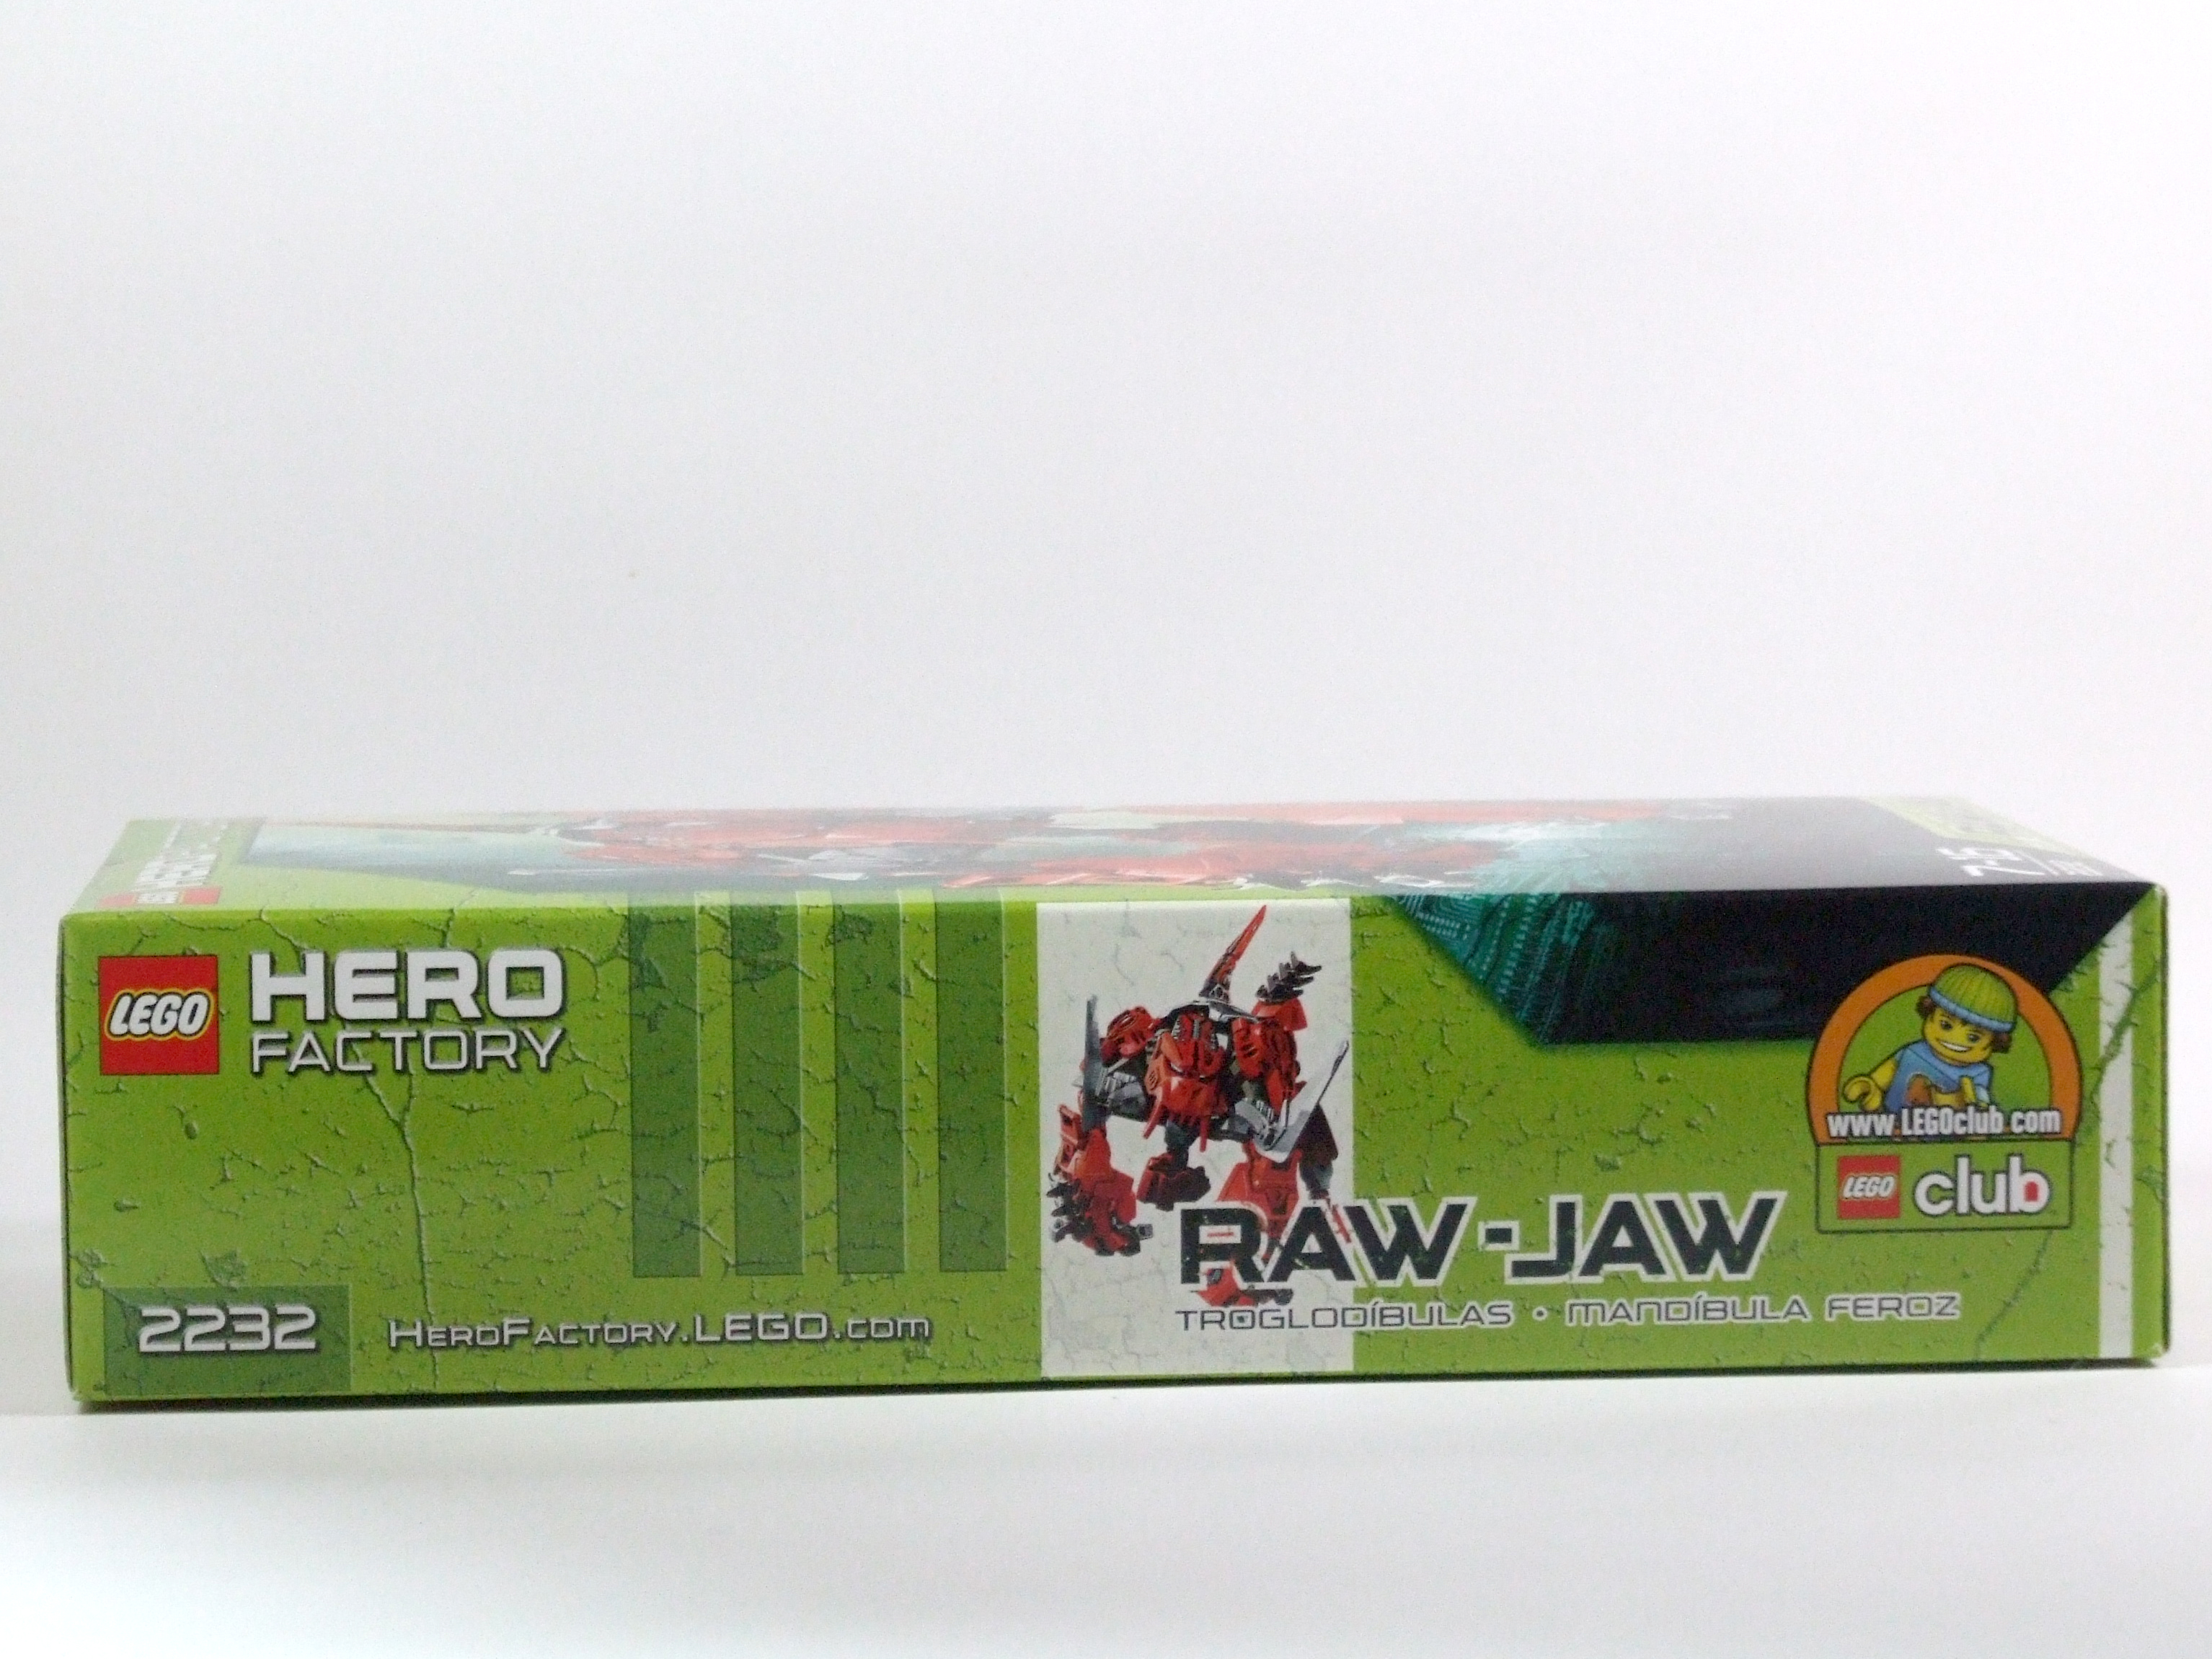 LEGO
HERO
FACTORY
2232
HEROFACTORY.LEGO.com
RAW-JAW
TROGLODÍBULAS • MANDÍBULA FEROZ
www.LEGOclub.com
LEGO club